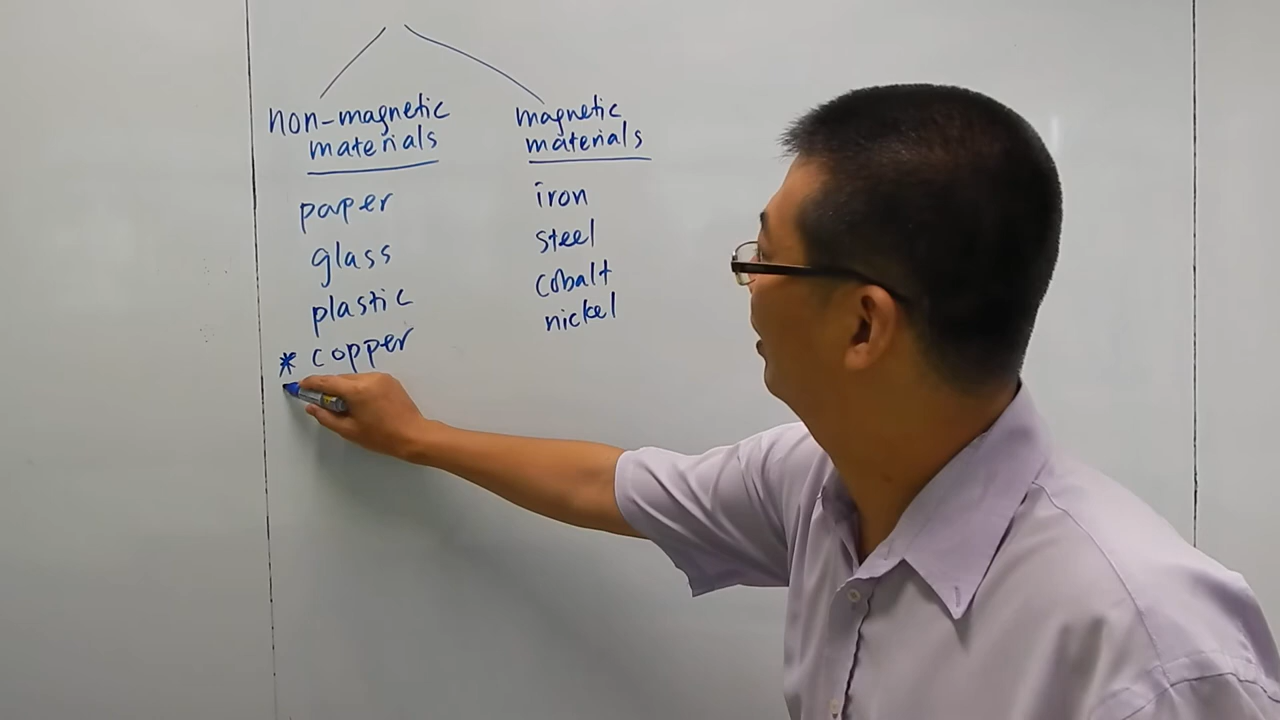 non-magnetic
materials
paper
glass
plastic
* copper
magnetic
materials
iron
steel
cobalt
nickel